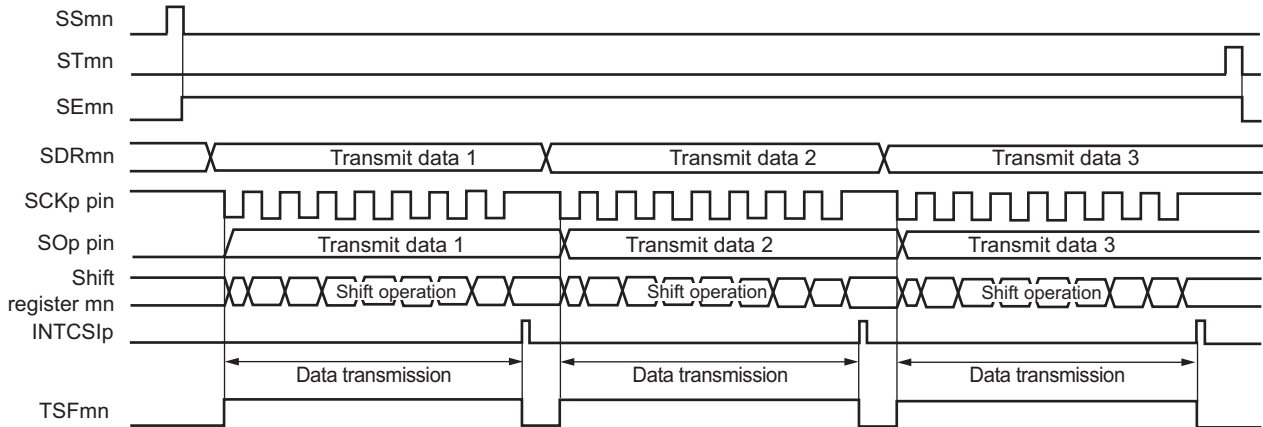 SSmn
STmn
SEmn
SDRmn Transmit data 1 Transmit data 2 Transmit data 3
SCKp pin
SOp pin Transmit data 1 Transmit data 2 Transmit data 3
Shift
register mn Shift operation Shift operation Shift operation
INTCSIp
Data transmission Data transmission Data transmission
TSFmn